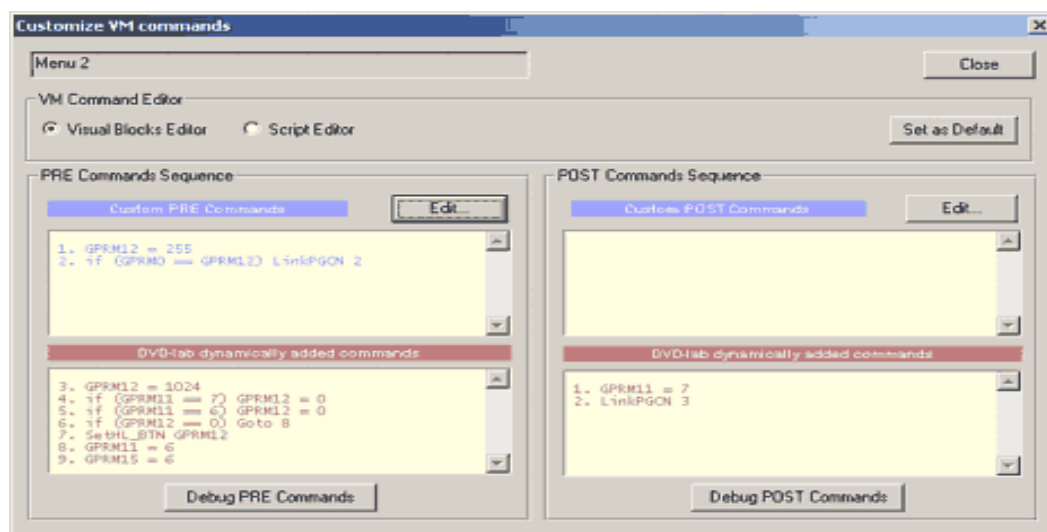 Customize VM commands
Menu 2
Close
VM Command Editor
Visual Blocks Editor
Script Editor
Set as Default
PRE Commands Sequence
Custom PRE Commands
Edit...
1. GPRM12 = 255
2. if (GPRM0 == GPRM12) LinkPGCN 2
DVD-lab dynamically added commands
3. GPRM12 = 1024
4. if (GPRM11 == 7) GPRM12 = 0
5. if (GPRM11 == 6) GPRM12 = 0
6. if (GPRM12 == 0) Goto 8
7. SetHL_BTN GPRM12
8. GPRM11 = 6
9. GPRM15 = 6
Debug PRE Commands
POST Commands Sequence
Custom POST Commands
Edit...
DVD-lab dynamically added commands
1. GPRM11 = 7
2. LinkPGCN 3
Debug POST Commands